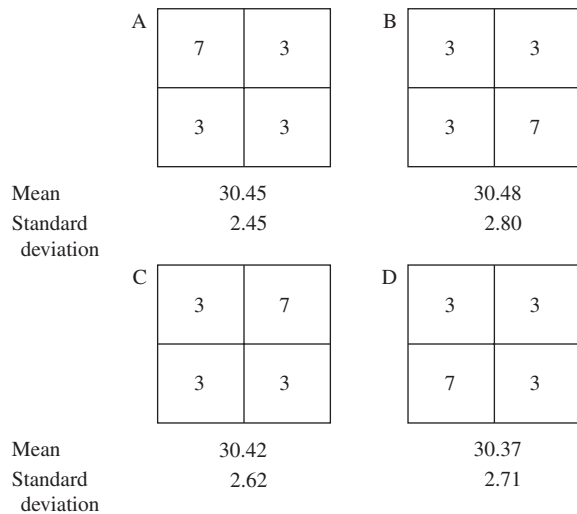 A B
7 3 3 3
3 3 3 7
Mean 30.45 30.48
Standard 2.45 2.80
deviation
C D
3 7 3 3
3 3 7 3
Mean 30.42 30.37
Standard 2.62 2.71
deviation